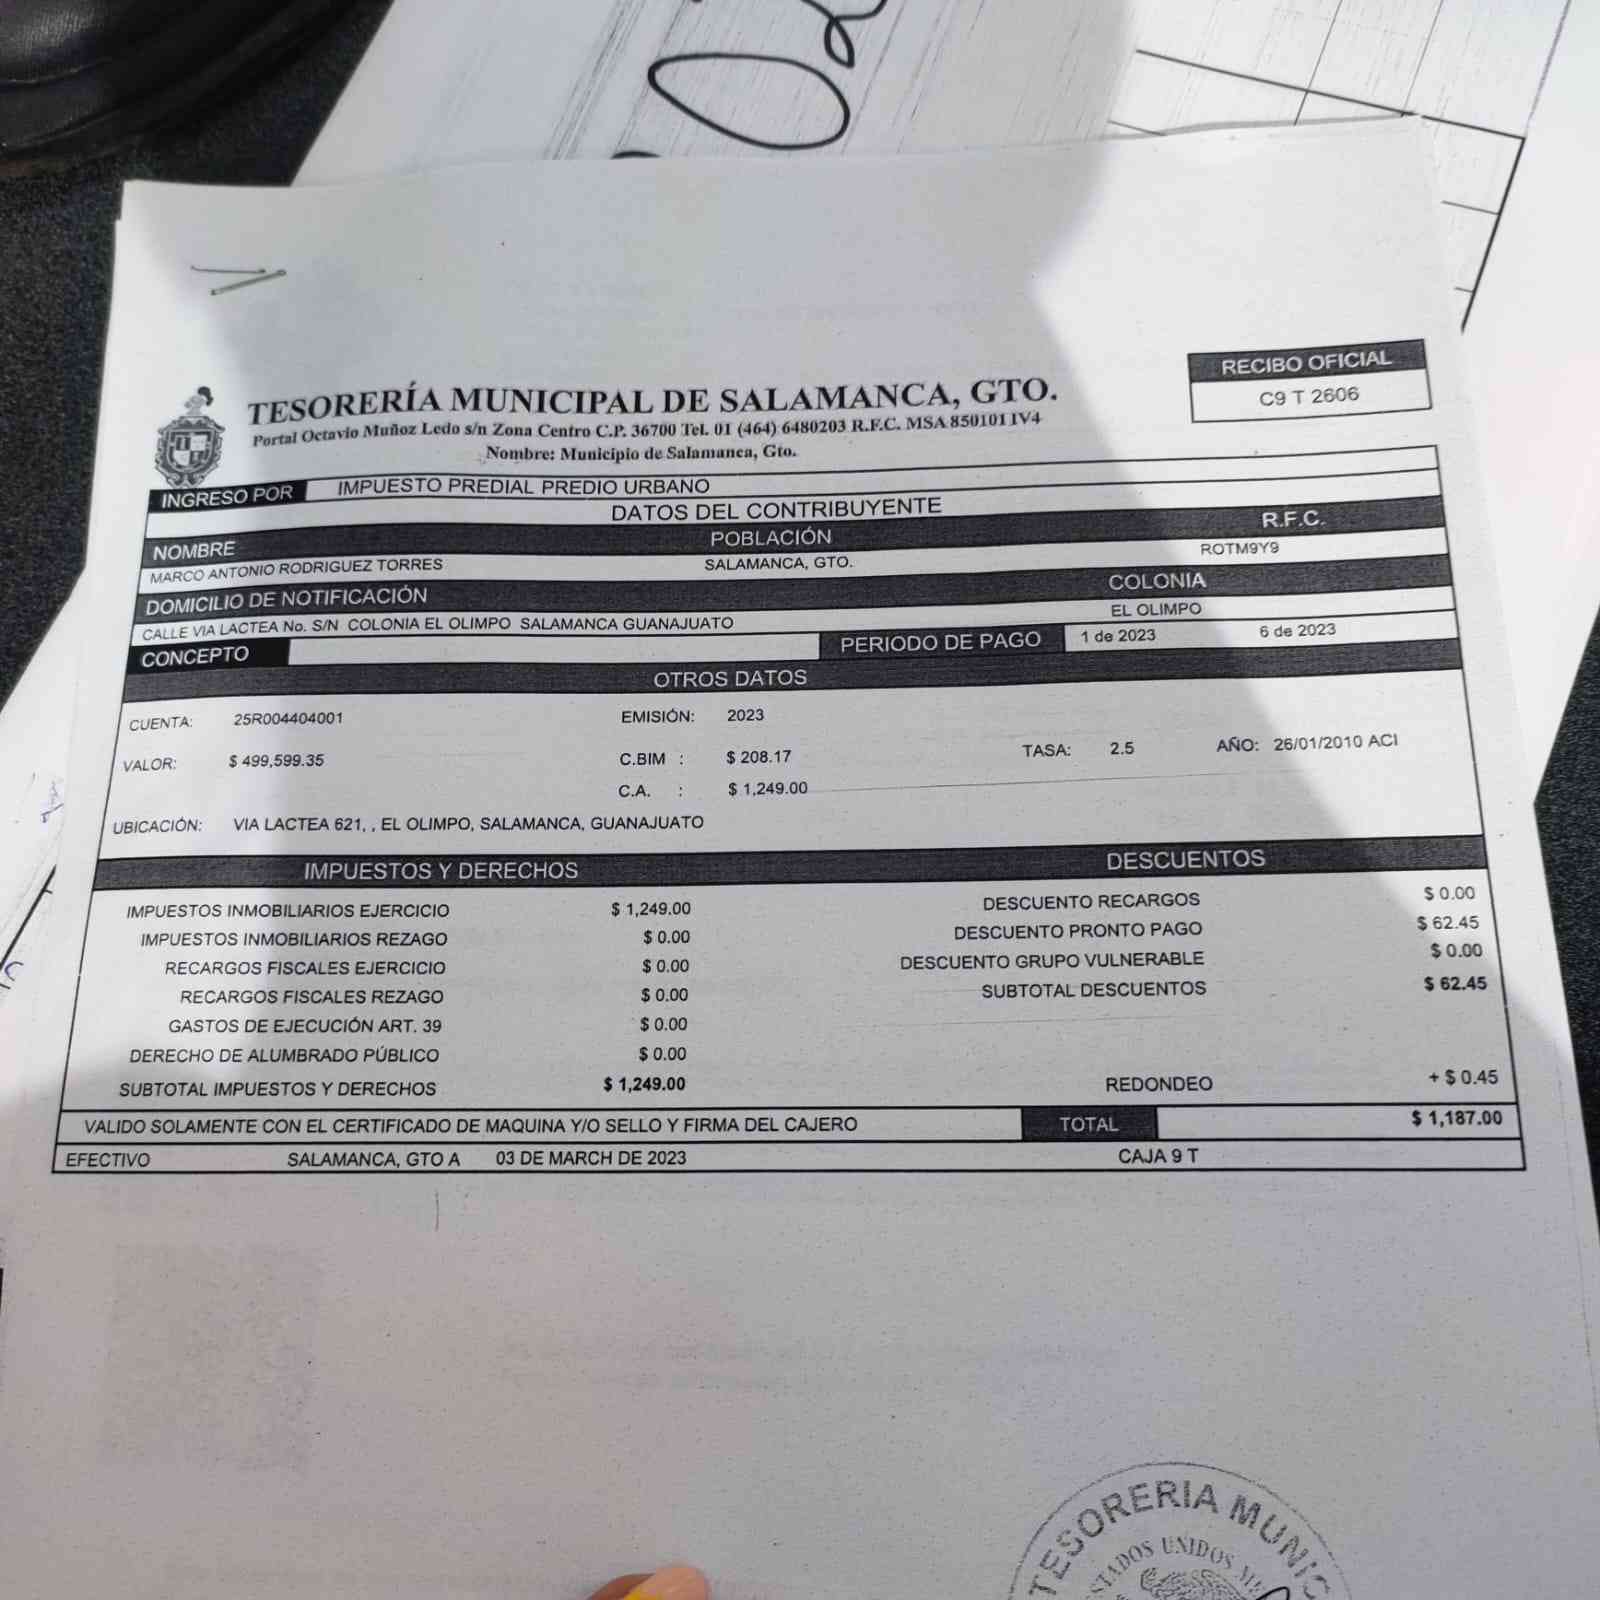 02
RECIBO OFICIAL
C9 T 2606
TESORERÍA MUNICIPAL DE SALAMANCA, GTO.
Portal Octavio Muñoz Ledo s/n Zona Centro C.P. 36700 Tel. 01 (464) 6480203 R.F.C. MSA 850101 IV4
Nombre: Municipio de Salamanca, Gto.
INGRESO POR IMPUESTO PREDIAL PREDIO URBANO
DATOS DEL CONTRIBUYENTE
NOMBRE POBLACIÓN R.F.C.
MARCO ANTONIO RODRIGUEZ TORRES SALAMANCA, GTO. ROTM9Y9
DOMICILIO DE NOTIFICACIÓN COLONIA
CALLE VIA LACTEA No. S/N COLONIA EL OLIMPO SALAMANCA GUANAJUATO EL OLIMPO
CONCEPTO PERIODO DE PAGO 1 de 2023 6 de 2023
OTROS DATOS
CUENTA: 25R004404001 EMISIÓN: 2023
VALOR: $ 499,599.35 C.BIM : $ 208.17 TASA: 2.5 AÑO: 26/01/2010 ACI
C.A. : $ 1,249.00
UBICACIÓN: VIA LACTEA 621, , EL OLIMPO, SALAMANCA, GUANAJUATO
IMPUESTOS Y DERECHOS DESCUENTOS
IMPUESTOS INMOBILIARIOS EJERCICIO $ 1,249.00 DESCUENTO RECARGOS $ 0.00
IMPUESTOS INMOBILIARIOS REZAGO $ 0.00 DESCUENTO PRONTO PAGO $ 62.45
RECARGOS FISCALES EJERCICIO $ 0.00 DESCUENTO GRUPO VULNERABLE $ 0.00
RECARGOS FISCALES REZAGO $ 0.00 SUBTOTAL DESCUENTOS $ 62.45
GASTOS DE EJECUCIÓN ART. 39 $ 0.00
DERECHO DE ALUMBRADO PÚBLICO $ 0.00
SUBTOTAL IMPUESTOS Y DERECHOS $ 1,249.00 REDONDEO + $ 0.45
VALIDO SOLAMENTE CON EL CERTIFICADO DE MAQUINA Y/O SELLO Y FIRMA DEL CAJERO TOTAL $ 1,187.00
EFECTIVO SALAMANCA, GTO A 03 DE MARCH DE 2023 CAJA 9 T
TESORERIA MUNIC
ESTADOS UNIDOS ME